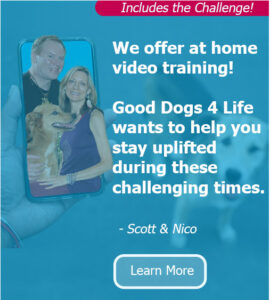 Includes the Challenge!
We offer at home
video training!
Good Dogs 4 Life
wants to help you
stay uplifted
during these
challenging times.
- Scott & Nico
Learn More